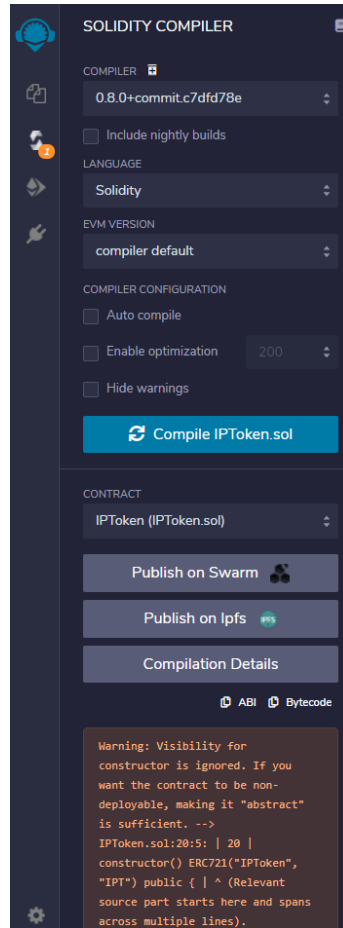 SOLIDITY COMPILER
COMPILER
0.8.0+commit.c7dfd78e
Include nightly builds
LANGUAGE
Solidity
EVM VERSION
compiler default
COMPILER CONFIGURATION
Auto compile
Enable optimization 200
Hide warnings
1
Compile IPToken.sol
CONTRACT
IPToken (IPToken.sol)
Publish on Swarm
Publish on Ipfs IPFS
Compilation Details
ABI Bytecode
Warning: Visibility for
constructor is ignored. If you
want the contract to be non-
deployable, making it "abstract"
is sufficient. -->
IPToken.sol:20:5: | 20 |
constructor() ERC721("IPToken",
"IPT") public { | ^ (Relevant
source part starts here and spans
across multiple lines).